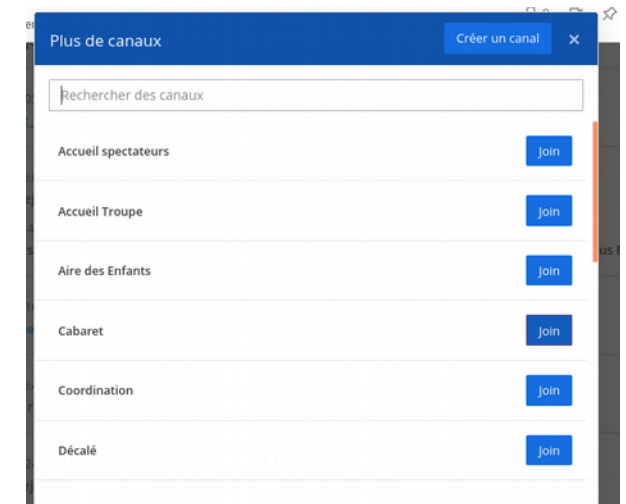 Plus de canaux
Créer un canal
×
Rechercher des canaux
Accueil spectateurs
Join
Accueil Troupe
Join
Aire des Enfants
Join
Cabaret
Join
Coordination
Join
Décalé
Join